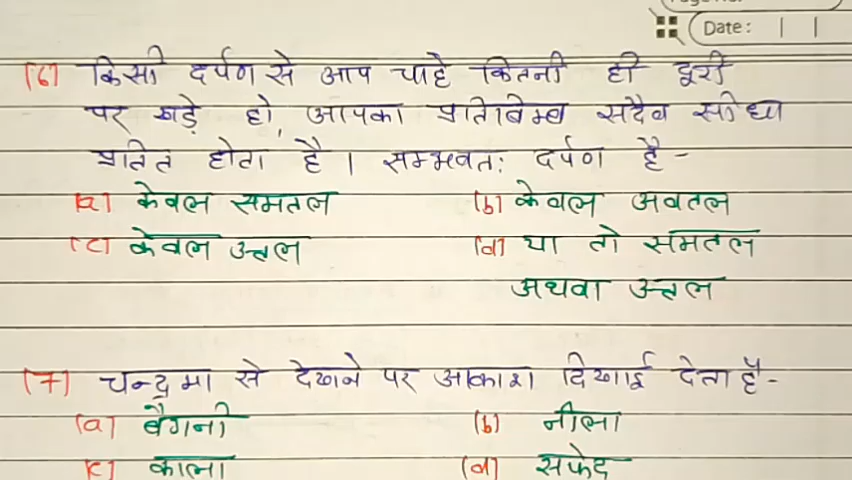 Date:
(6) किसी दर्पण से आप चाहे कितनी ही दूरी
पर खड़े हो, आपका प्रतिबिम्ब सदैव सीधा
प्रतित होता है। सम्भवतः दर्पण है -
(a) केवल समतल (b) केवल अवतल
(c) केवल उत्तल (d) या तो समतल
अथवा उत्तल
(7) चन्द्रमा से देखने पर आकाश दिखाई देता है -
(a) बैंगनी (b) नीला
(c) काला (d) सफेद